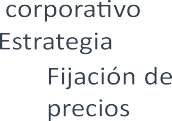 corporativo
Estrategia
Fijación de
precios